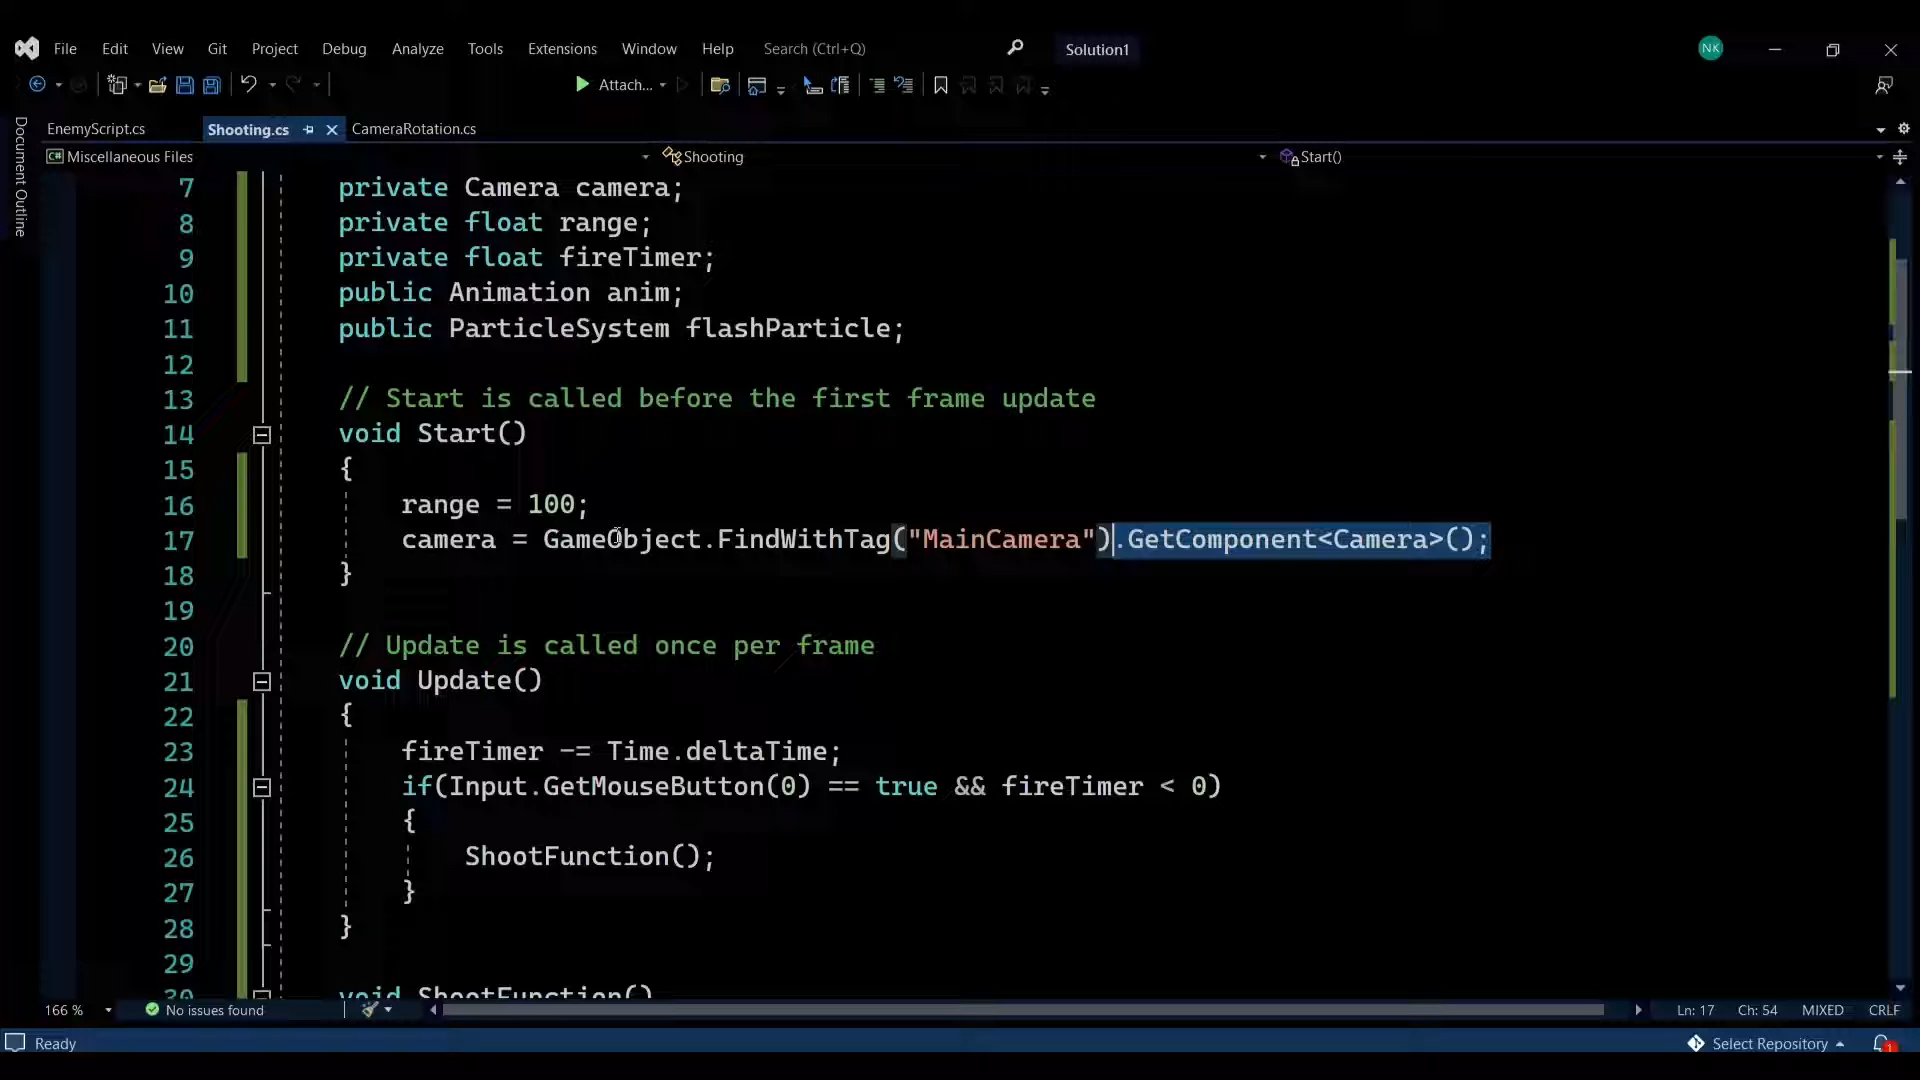 File Edit View Git Project Debug Analyze Tools Extensions Window Help Search (Ctrl+Q) Solution1 NK
Attach...
EnemyScript.cs Shooting.cs CameraRotation.cs
Document Outline
C# Miscellaneous Files Shooting Start()
7 private Camera camera;
8 private float range;
9 private float fireTimer;
10 public Animation anim;
11 public ParticleSystem flashParticle;
12
13 // Start is called before the first frame update
14 void Start()
15 {
16 range = 100;
17 camera = GameObject.FindWithTag("MainCamera").GetComponent<Camera>();
18 }
19
20 // Update is called once per frame
21 void Update()
22 {
23 fireTimer -= Time.deltaTime;
24 if(Input.GetMouseButton(0) == true && fireTimer < 0)
25 {
26 ShootFunction();
27 }
28 }
29
30 void ShootFunction()
166 % No issues found Ln: 17 Ch: 54 MIXED CRLF
Ready Select Repository 1